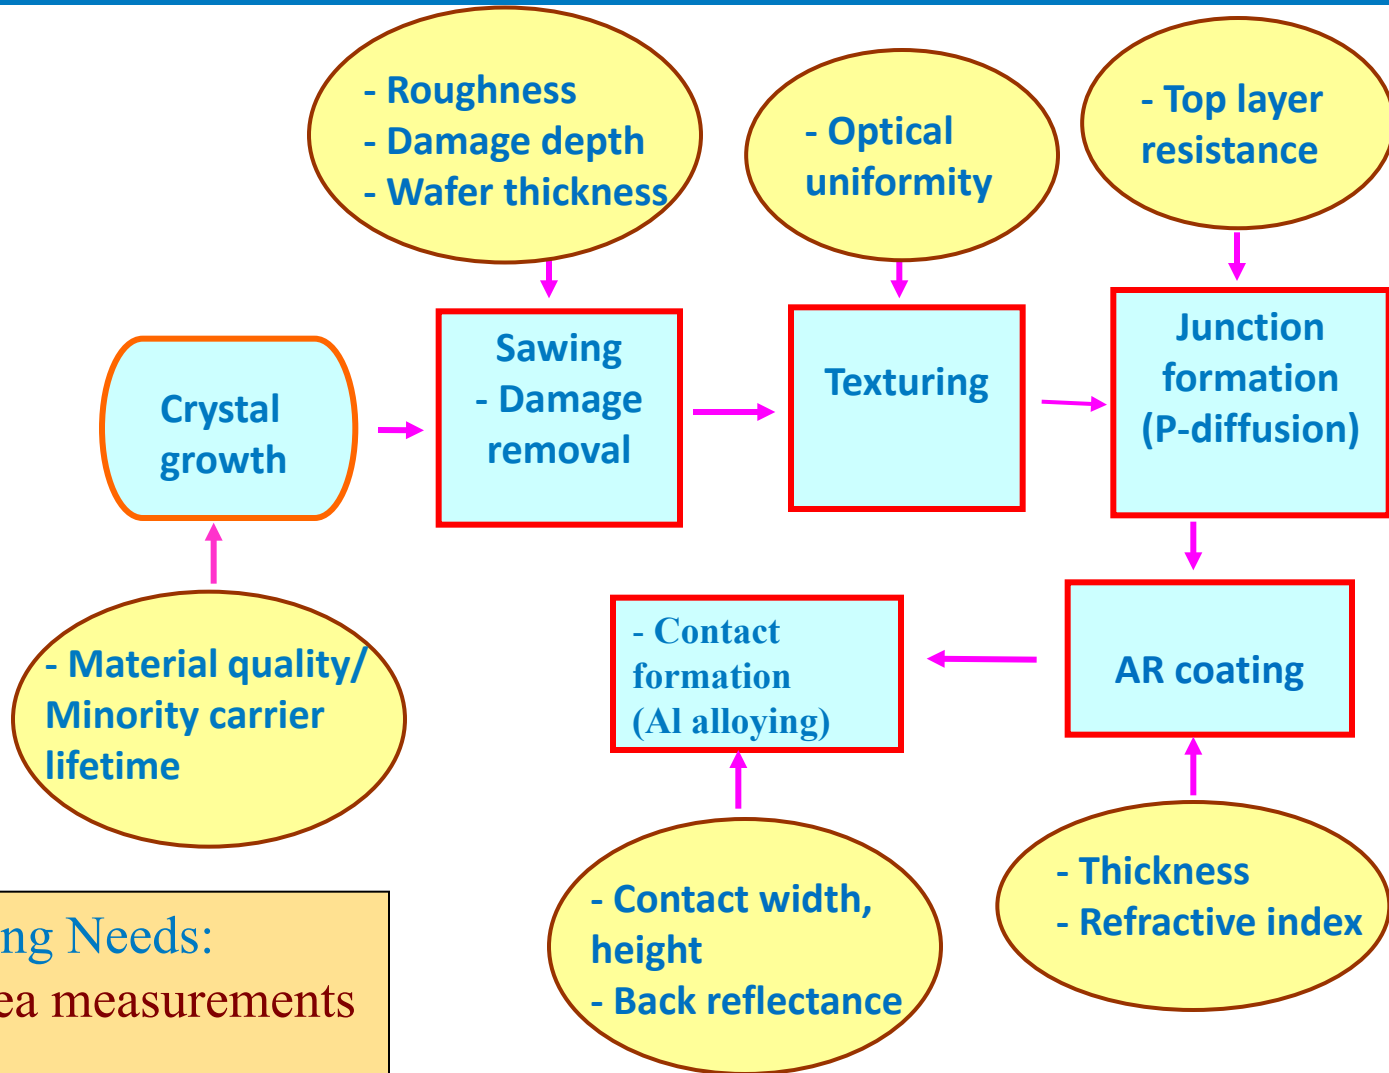 - Roughness
- Damage depth
- Wafer thickness
- Optical
uniformity
- Top layer
resistance
Crystal
growth
Sawing
- Damage
removal
Texturing
Junction
formation
(P-diffusion)
- Material quality/
Minority carrier
lifetime
- Contact
formation
(Al alloying)
AR coating
- Contact width,
height
- Back reflectance
- Thickness
- Refractive index
Needs:
measurements